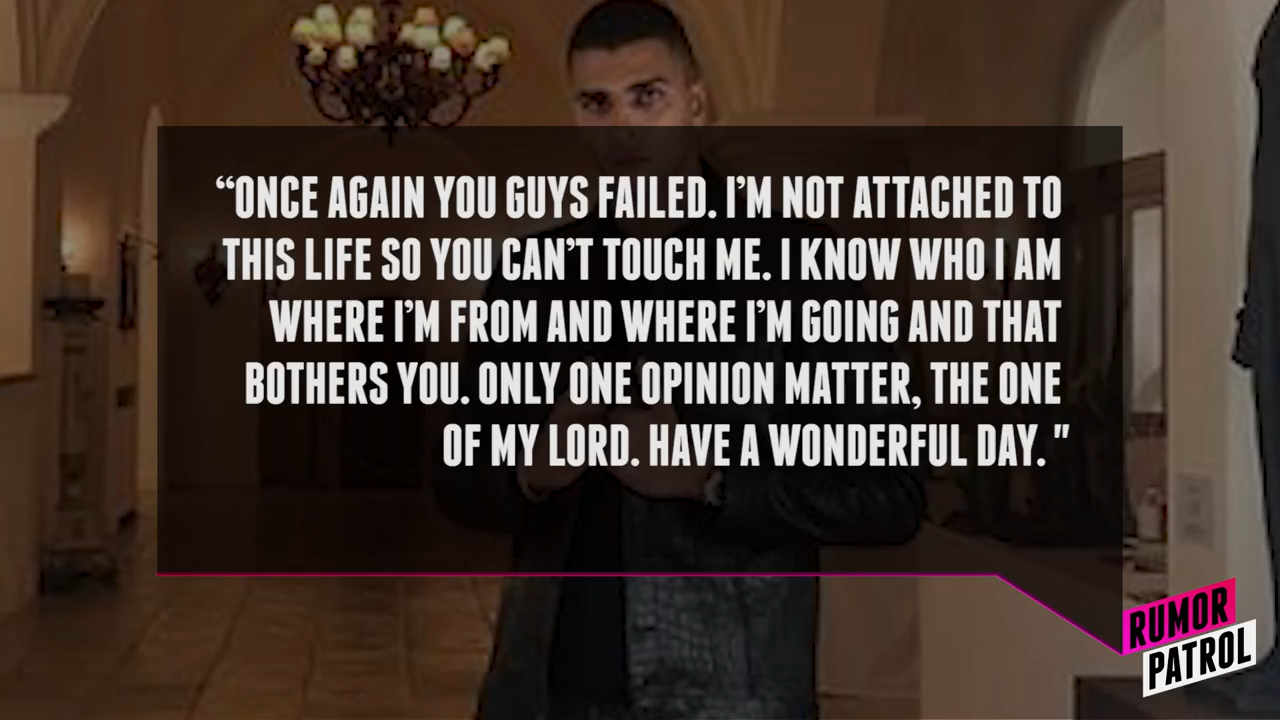 “ONCE AGAIN YOU GUYS FAILED. I’M NOT ATTACHED TO
THIS LIFE SO YOU CAN’T TOUCH ME. I KNOW WHO I AM
WHERE I’M FROM AND WHERE I’M GOING AND THAT
BOTHERS YOU. ONLY ONE OPINION MATTER, THE ONE
OF MY LORD. HAVE A WONDERFUL DAY. "
RUMOR
PATROL